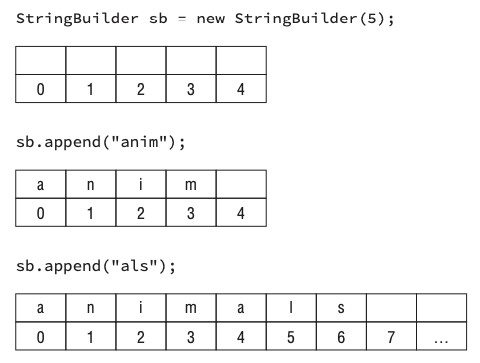 StringBuilder sb = new StringBuilder(5);
0 1 2 3 4
sb.append("anim");
a n i m
0 1 2 3 4
sb.append("als");
a n i m a l s
0 1 2 3 4 5 6 7 ...